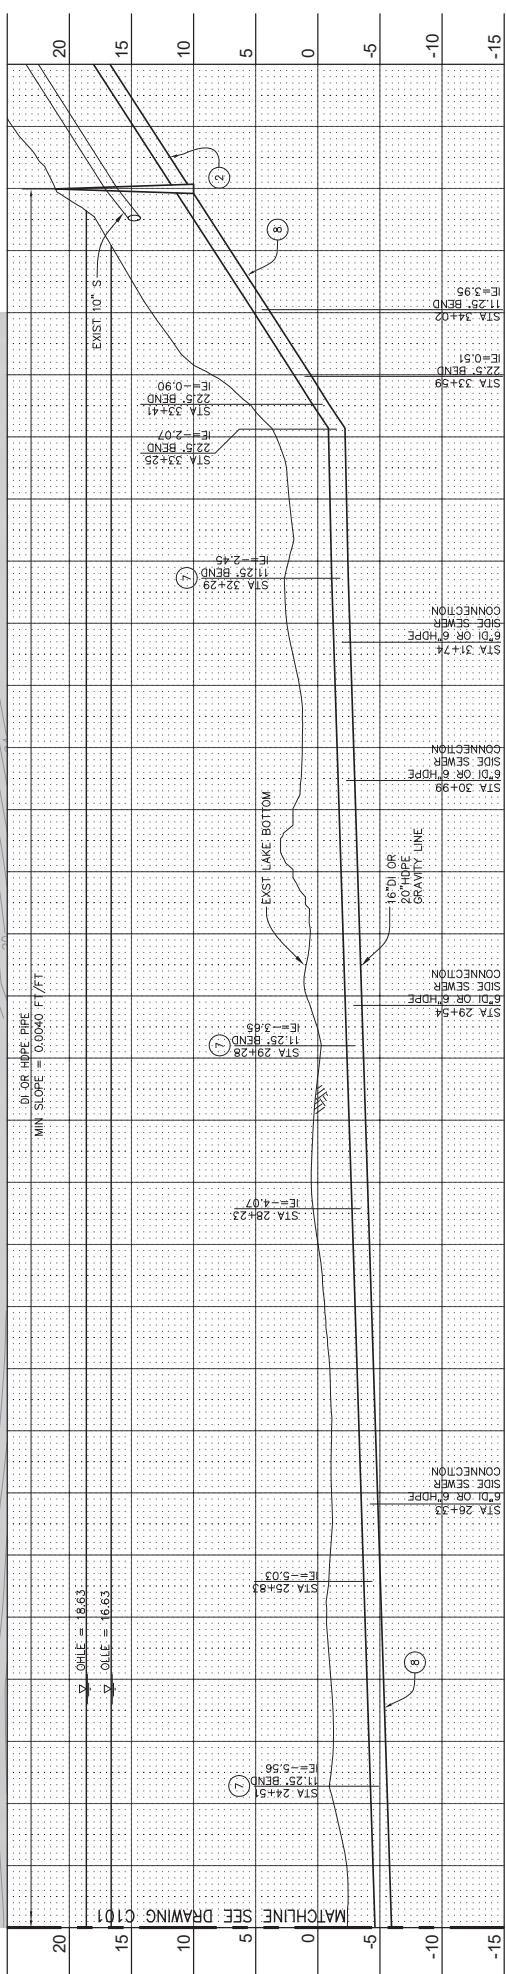 20
15
10
5
0
-5
-10
-15
DI OR HDPE PIPE
MIN SLOPE = 0.0040 FT/FT
OHLE = 18.63
OLLE = 16.63
EXIST 10" S
2
8
STA 34+02
11.25° BEND
IE=3.95
STA 33+59
22.5° BEND
IE=0.51
STA 33+41
22.5° BEND
IE=-0.90
STA 33+25
22.5° BEND
IE=-2.07
7
STA 32+29
11.25° BEND
IE=-2.45
STA 31+74
6"DI OR 6"HDPE
SIDE SEWER
CONNECTION
STA 30+99
6"DI OR 6"HDPE
SIDE SEWER
CONNECTION
EXST LAKE BOTTOM
16"DI OR
20"HDPE
GRAVITY LINE
STA 29+54
6"DI OR 6"HDPE
SIDE SEWER
CONNECTION
7
STA 29+28
11.25° BEND
IE=-3.65
STA 28+23
IE=-4.07
STA 26+33
6"DI OR 6"HDPE
SIDE SEWER
CONNECTION
STA 25+83
IE=-5.03
8
7
STA 24+51
11.25° BEND
IE=-5.56
MATCHLINE SEE DRAWING C101
20
15
10
5
0
-5
-10
-15